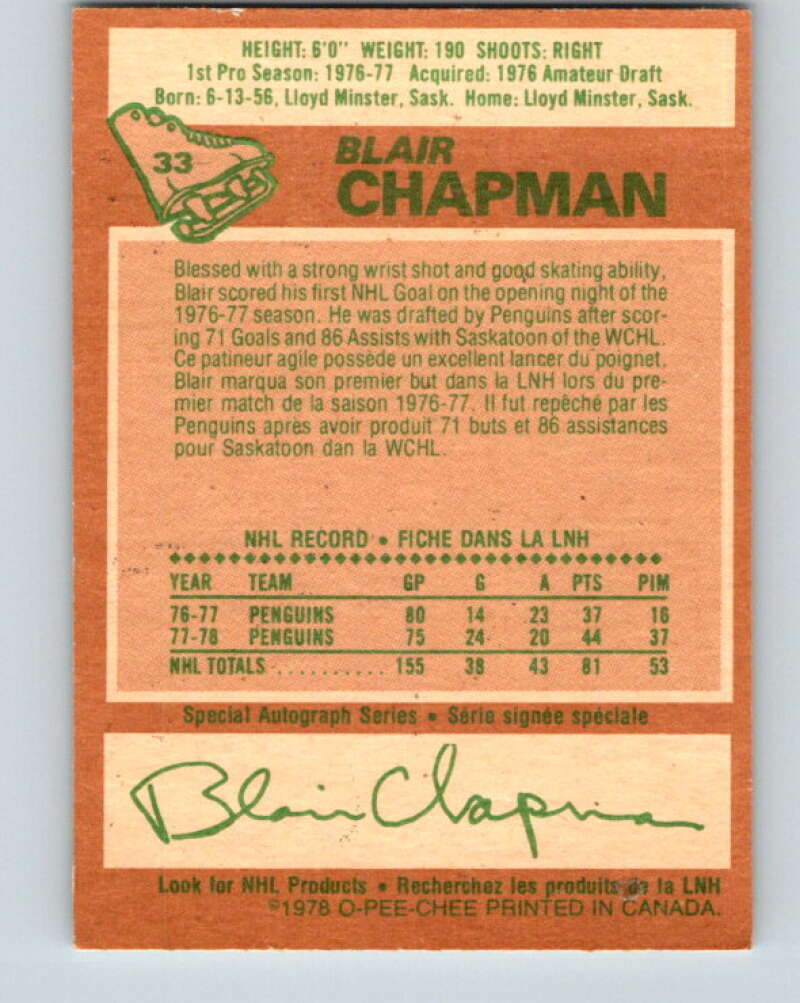 HEIGHT: 6'0" WEIGHT: 190 SHOOTS: RIGHT
1st Pro Season: 1976-77 Acquired: 1976 Amateur Draft
Born: 6-13-56, Lloyd Minster, Sask. Home: Lloyd Minster, Sask.
33
BLAIR
CHAPMAN
Blessed with a strong wrist shot and good skating ability,
Blair scored his first NHL Goal on the opening night of the
1976-77 season. He was drafted by Penguins after scor-
ing 71 Goals and 86 Assists with Saskatoon of the WCHL.
Ce patineur agile possède un excellent lancer du poignet.
Blair marqua son premier but dans la LNH lors du pre-
mier match de la saison 1976-77. Il fut repêché par les
Penguins après avoir produit 71 buts et 86 assistances
pour Saskatoon dan la WCHL.
NHL RECORD • FICHE DANS LA LNH
YEAR TEAM GP G A PTS PIM
76-77 PENGUINS 80 14 23 37 16
77-78 PENGUINS 75 24 20 44 37
NHL TOTALS .......... 155 38 43 81 53
Special Autograph Series • Série signée spéciale
Blair Chapman
Look for NHL Products • Recherchez les produits de la LNH
©1978 O-PEE-CHEE PRINTED IN CANADA.